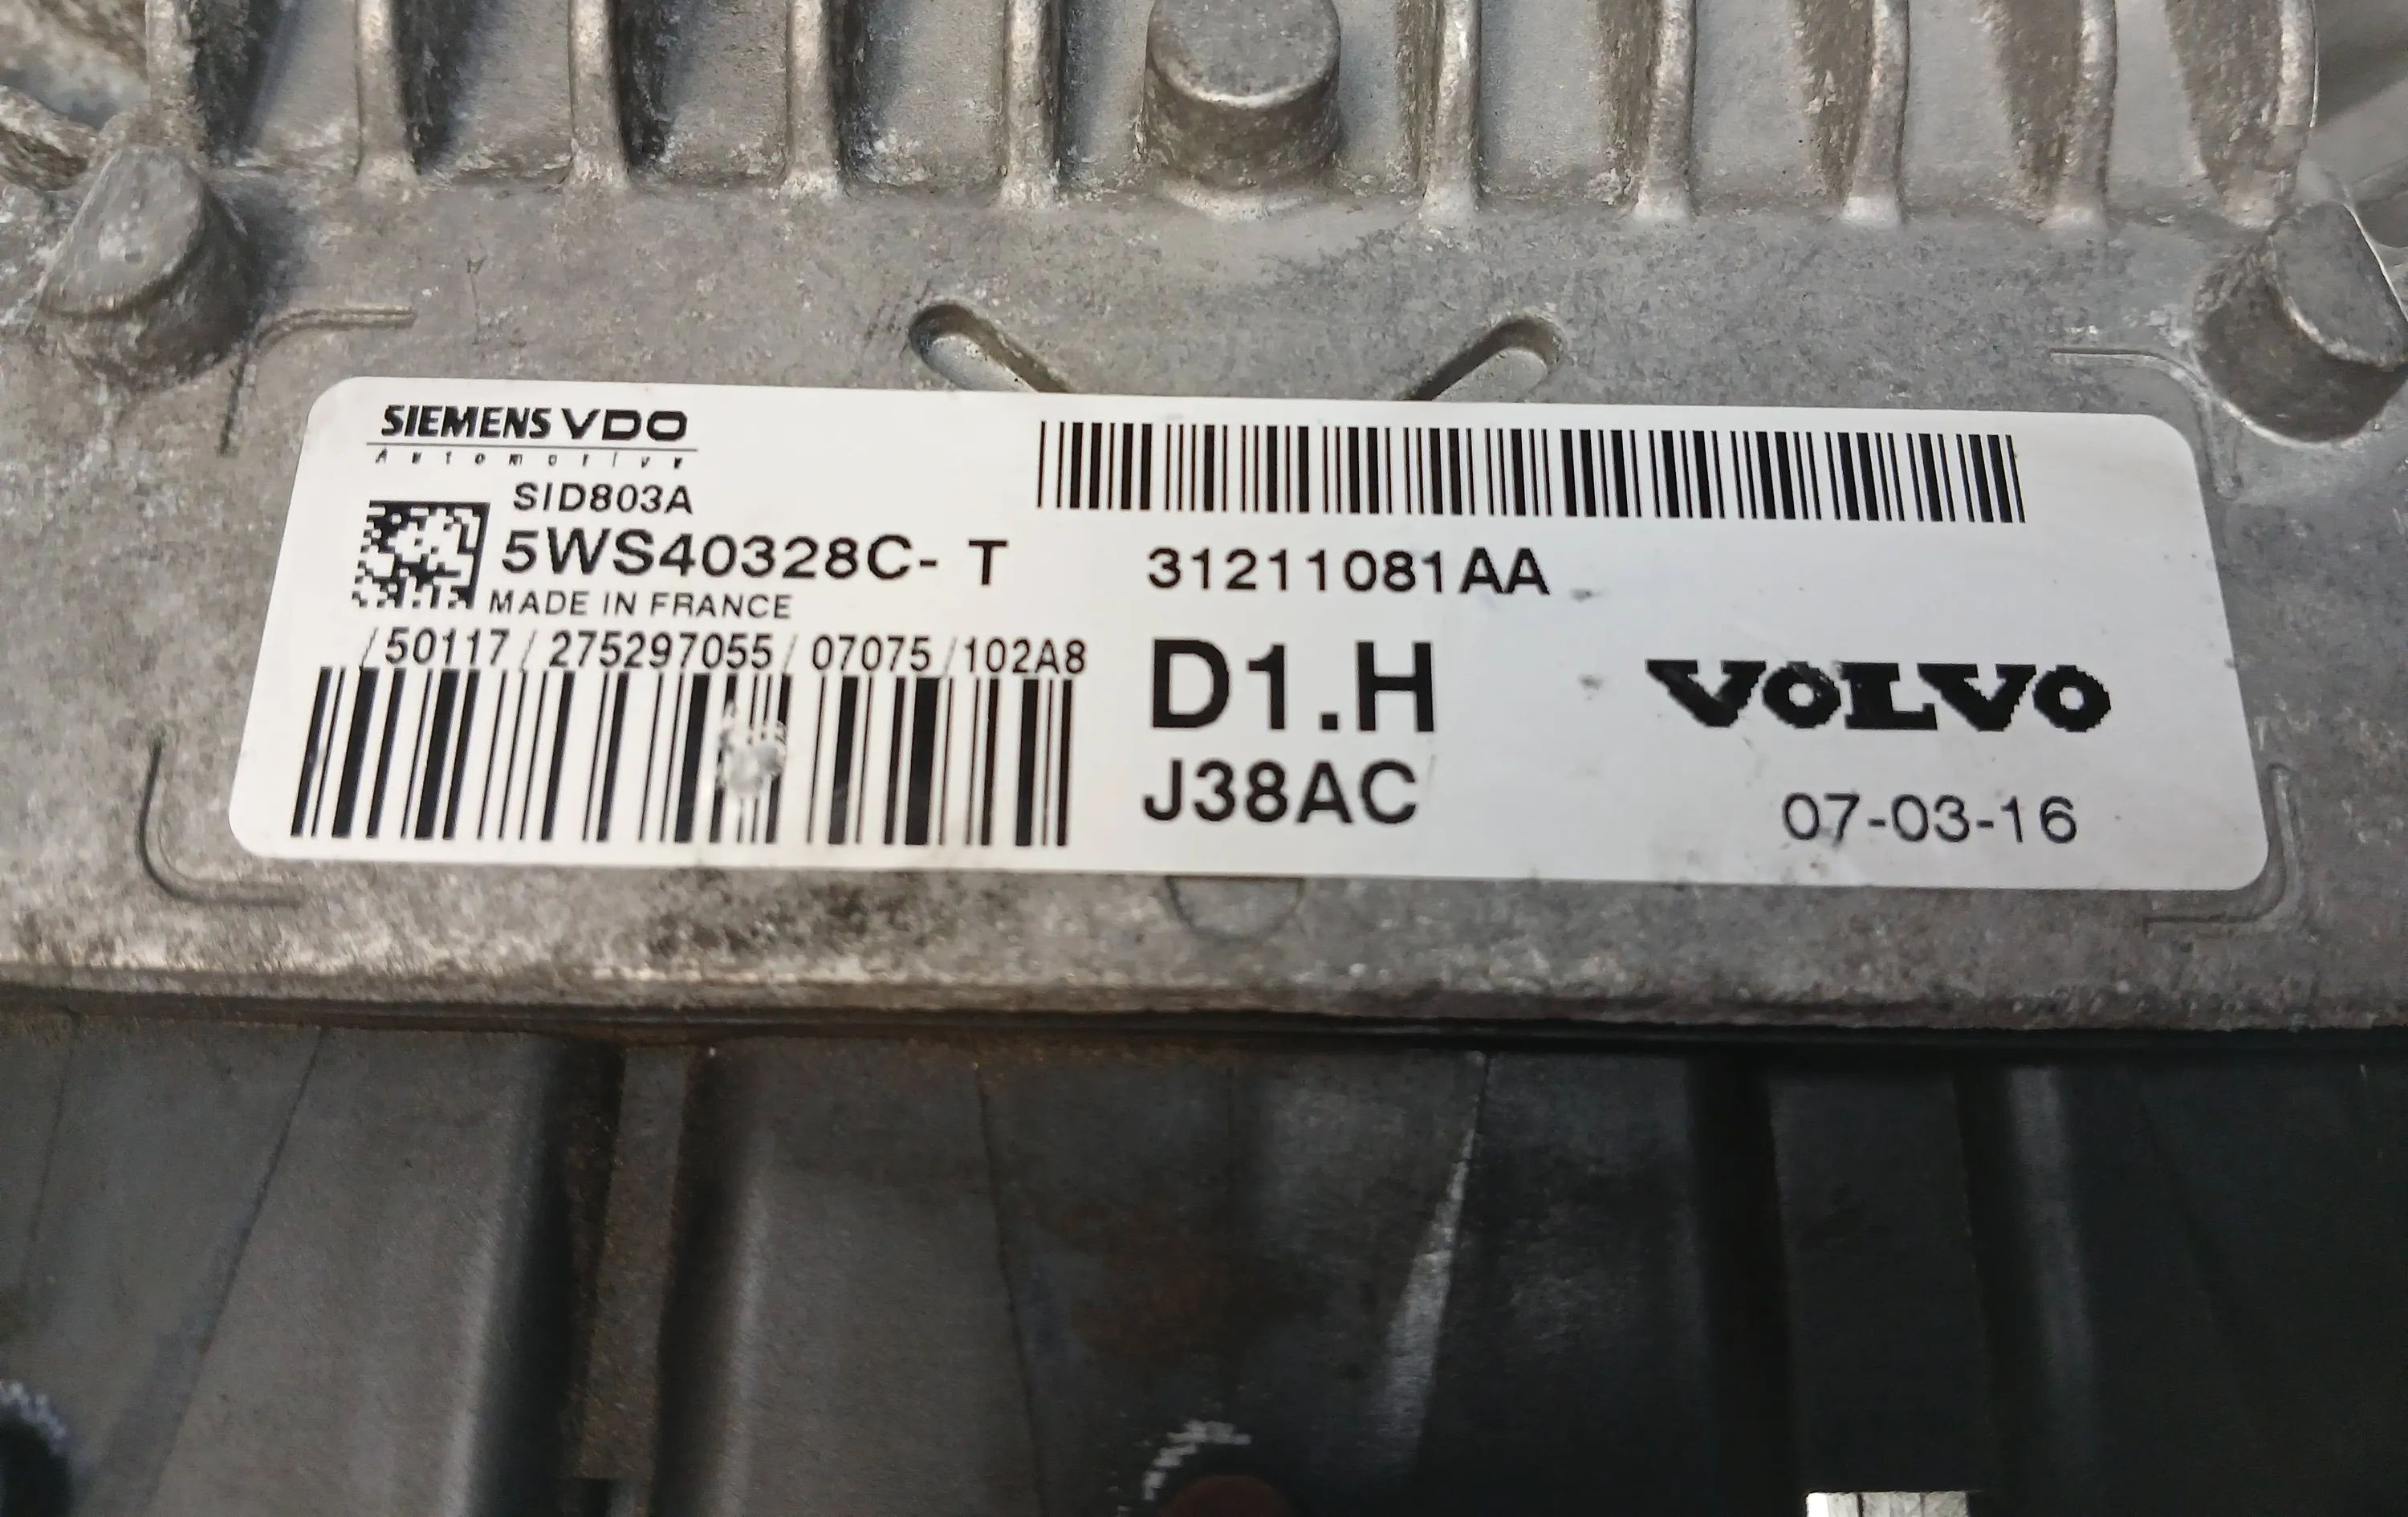 SIEMENS VDO
Automotive
SID803A
5WS40328C- T
MADE IN FRANCE
/50117/275297055/07075/102A8
31211081AA
D1.H
J38AC
VOLVO
07-03-16